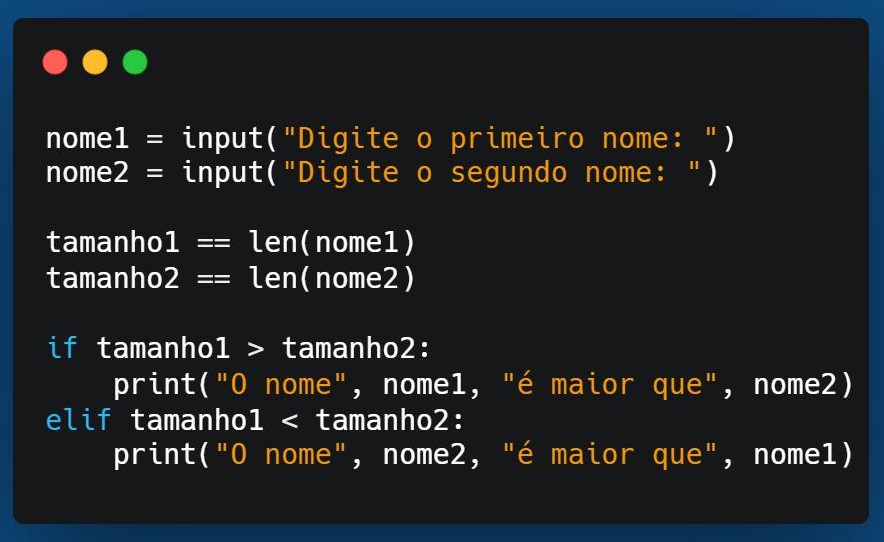 nome1 = input("Digite o primeiro nome: ")
nome2 = input("Digite o segundo nome: ")
tamanho1 == len(nome1)
tamanho2 == len(nome2)
if tamanho1 > tamanho2:
    print("O nome", nome1, "é maior que", nome2)
elif tamanho1 < tamanho2:
    print("O nome", nome2, "é maior que", nome1)